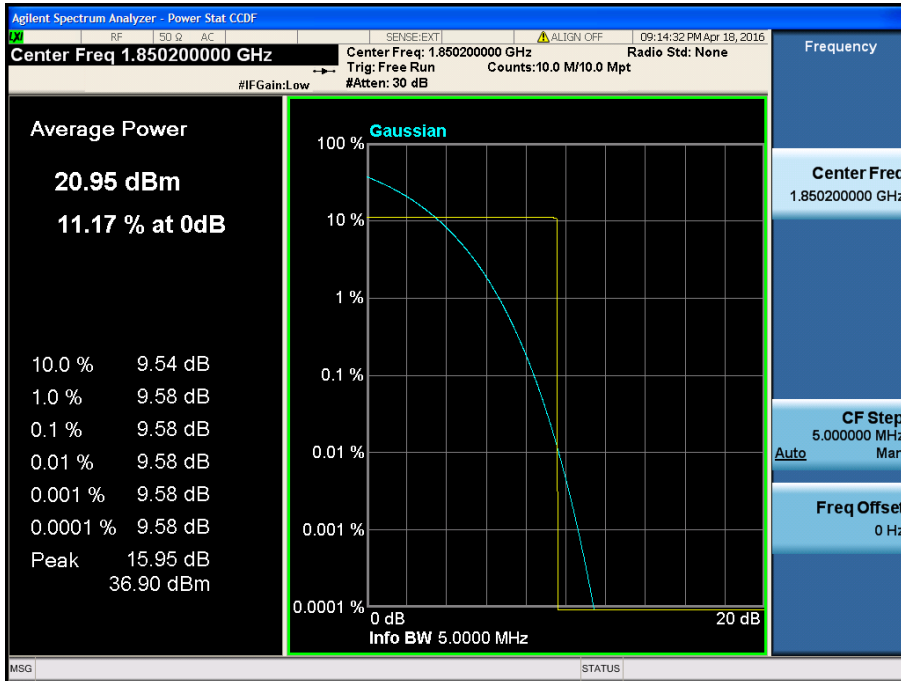 Agilent Spectrum Analyzer - Power Stat CCDF
LXI RF 50 Ω AC SENSE:EXT ALIGN OFF 09:14:32 PM Apr 18, 2016
Center Freq 1.850200000 GHz
Center Freq: 1.850200000 GHz Radio Std: None
Trig: Free Run Counts:10.0 M/10.0 Mpt
#IFGain:Low #Atten: 30 dB
Frequency
Average Power
20.95 dBm
11.17 % at 0dB
10.0 % 9.54 dB
1.0 % 9.58 dB
0.1 % 9.58 dB
0.01 % 9.58 dB
0.001 % 9.58 dB
0.0001 % 9.58 dB
Peak 15.95 dB
36.90 dBm
Gaussian
100 %
10 %
1 %
0.1 %
0.01 %
0.001 %
0.0001 %
0 dB 20 dB
Info BW 5.0000 MHz
Center Freq
1.850200000 GHz
CF Step
5.000000 MHz
Auto Man
Freq Offset
0 Hz
MSG STATUS